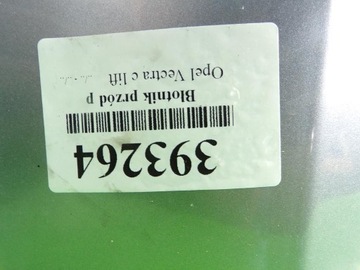 393264
Błotnik przód p
Opel Vectra c lift